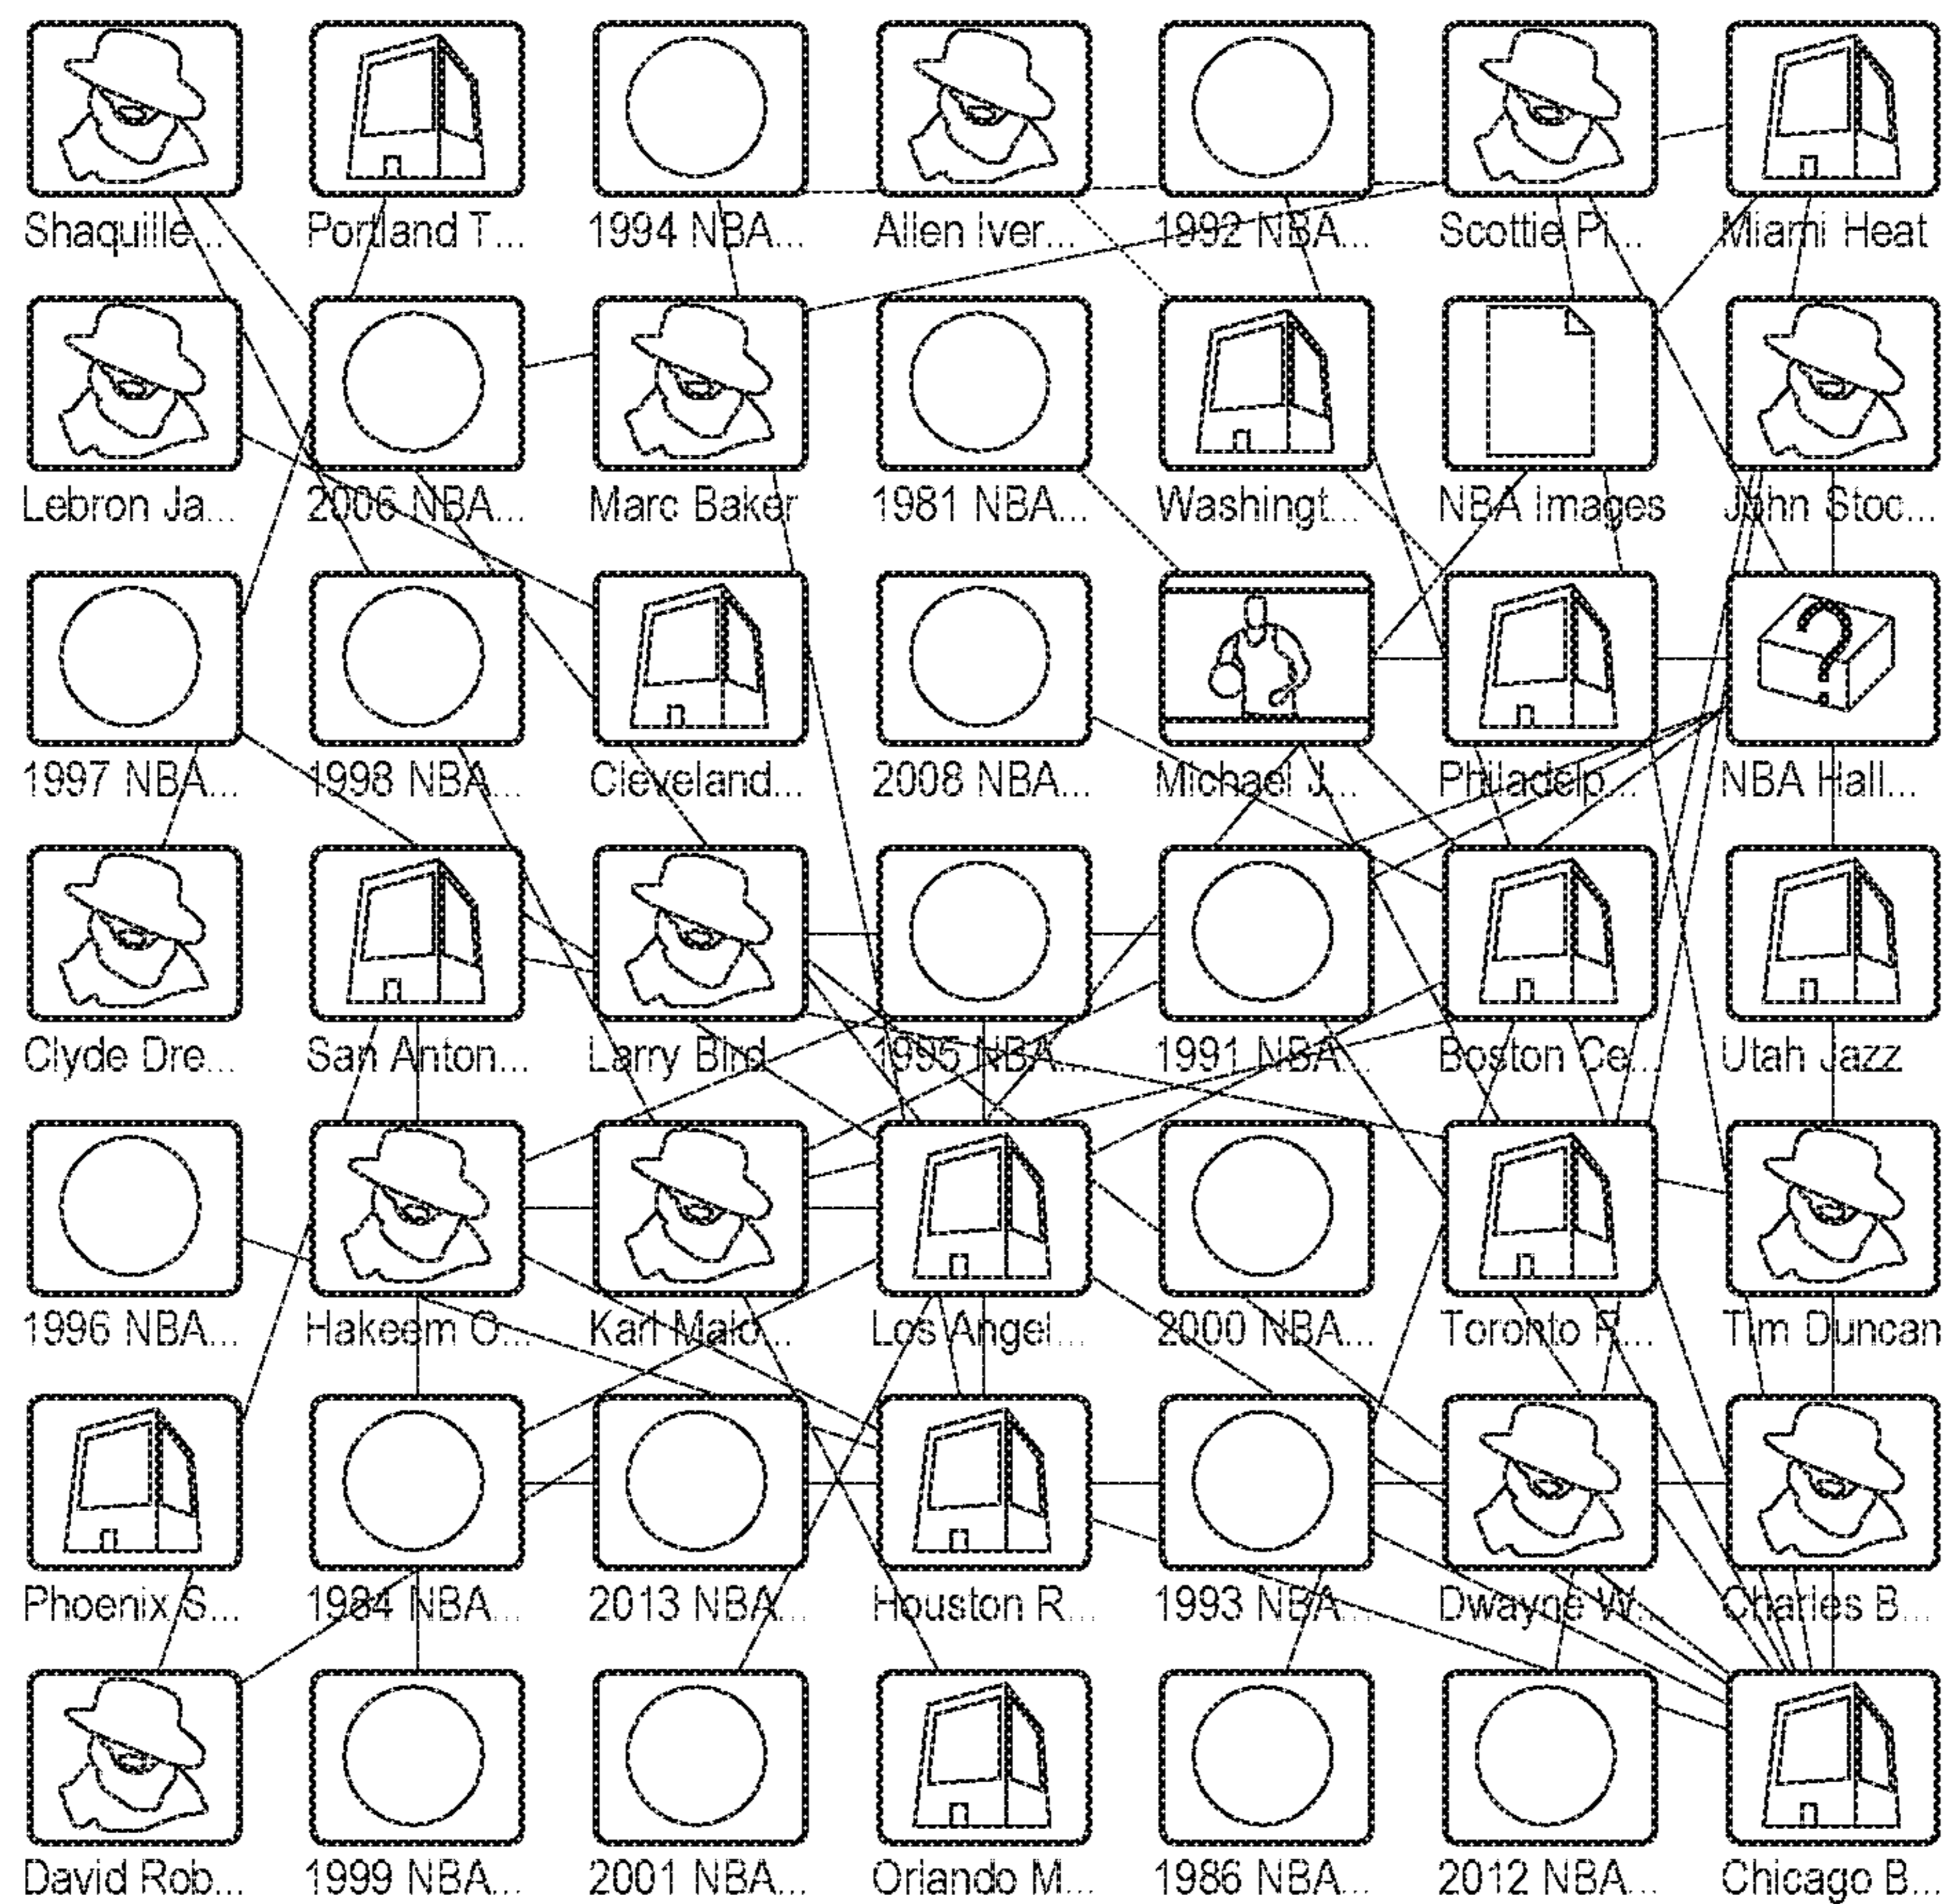 Shaquille... Portland T... 1994 NBA... Allen Iver... 1992 NBA... Scottie Pi... Miami Heat
Lebron Ja... 2006 NBA... Marc Baker 1981 NBA... Washingt... NBA Images John Stoc...
1997 NBA... 1998 NBA... Cleveland... 2008 NBA... Michael J... Philadelp... NBA Hall...
Clyde Dre... San Anton... Larry Bird 1995 NBA... 1991 NBA... Boston Ce... Utah Jazz
1996 NBA... Hakeem O... Karl Malo... Los Angel... 2000 NBA... Toronto R... Tim Duncan
Phoenix S... 1984 NBA... 2013 NBA... Houston R... 1993 NBA... Dwayne W... Charles B...
David Rob... 1999 NBA... 2001 NBA... Orlando M... 1986 NBA... 2012 NBA... Chicago B...